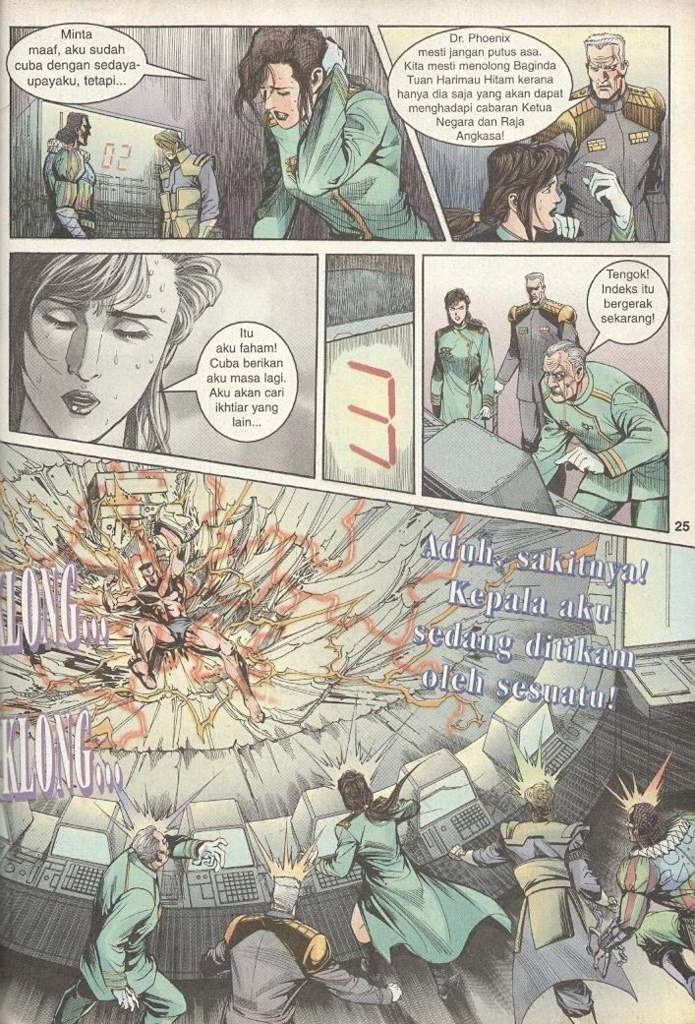 Minta
maaf, aku sudah
cuba dengan sedaya-
upayaku, tetapi...
02
Dr. Phoenix
mesti jangan putus asa.
Kita mesti menolong Baginda
Tuan Harimau Hitam kerana
hanya dia saja yang akan dapat
menghadapi cabaran Ketua
Negara dan Raja
Angkasa!
Itu
aku faham!
Cuba berikan
aku masa lagi.
Aku akan cari
ikhtiar yang
lain...
Tengok!
Indeks itu
bergerak
sekarang!
25
Aduh, sakitnya!
Kepala aku
sedang ditikam
oleh sesuatu!
KLONG...
KLONG...